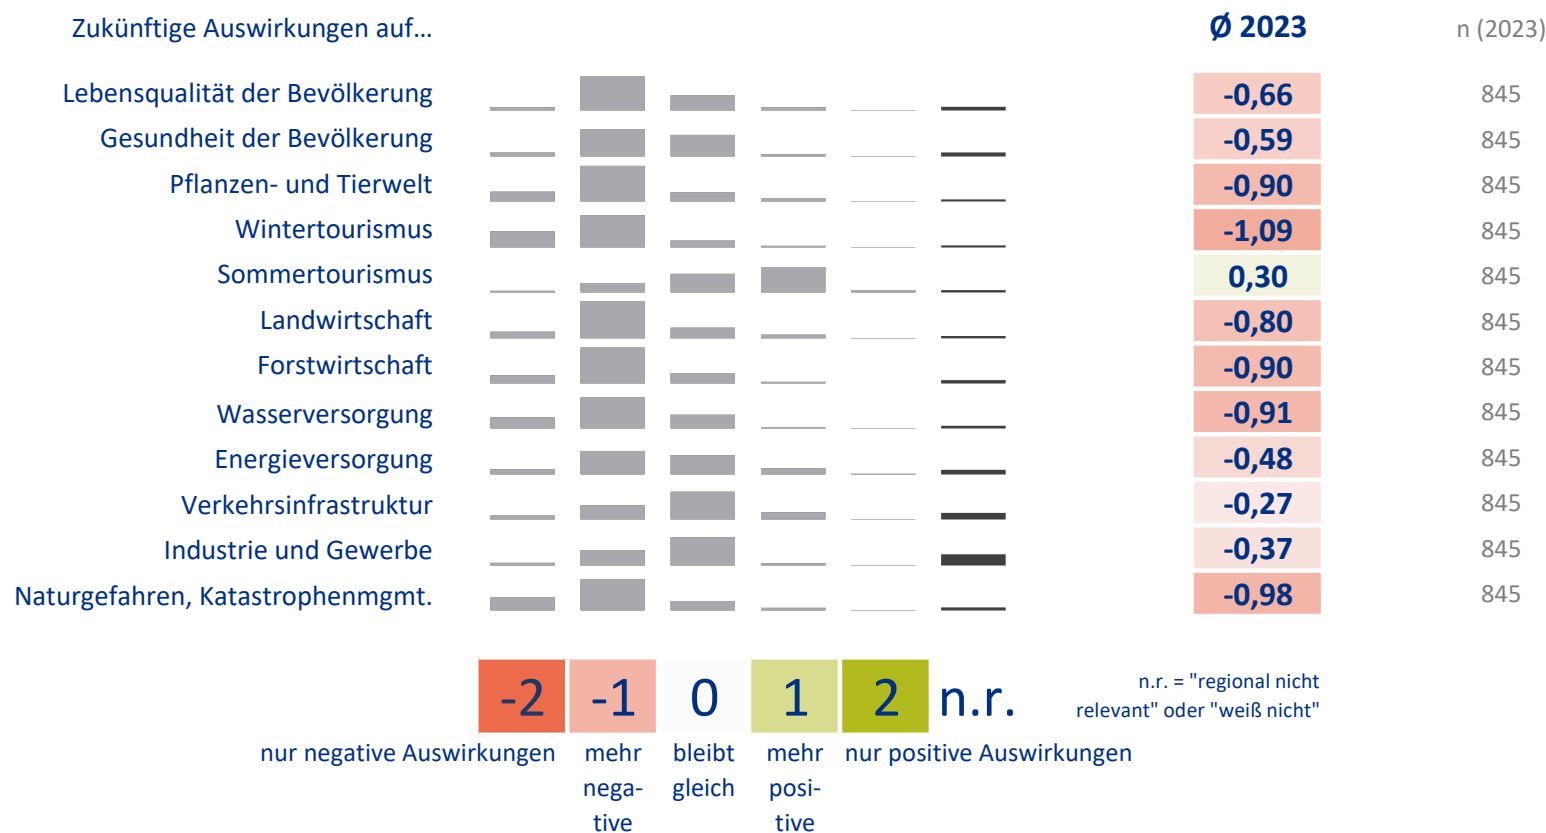 Zukünftige Auswirkungen auf... Ø 2023 n (2023)
Lebensqualität der Bevölkerung -0,66 845
Gesundheit der Bevölkerung -0,59 845
Pflanzen- und Tierwelt -0,90 845
Wintertourismus -1,09 845
Sommertourismus 0,30 845
Landwirtschaft -0,80 845
Forstwirtschaft -0,90 845
Wasserversorgung -0,91 845
Energieversorgung -0,48 845
Verkehrsinfrastruktur -0,27 845
Industrie und Gewerbe -0,37 845
Naturgefahren, Katastrophenmgmt. -0,98 845
-2 -1 0 1 2 n.r.
n.r. = "regional nicht
relevant" oder "weiß nicht"
nur negative Auswirkungen mehr bleibt mehr nur positive Auswirkungen
nega- gleich posi-
tive tive